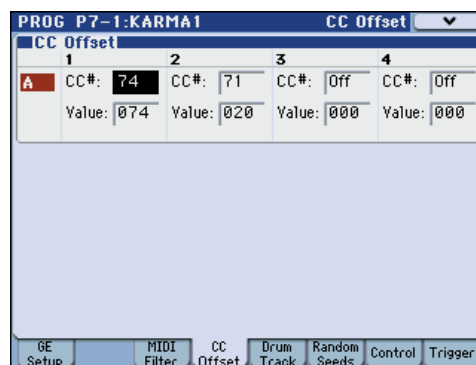 PROG P7-1:KARMA1 CC Offset
CC Offset
1 2 3 4
A CC#: 74 CC#: 71 CC#: Off CC#: Off
Value: 074 Value: 020 Value: 000 Value: 000
GE Setup MIDI Filter CC Offset Drum Track Random Seeds Control Trigger